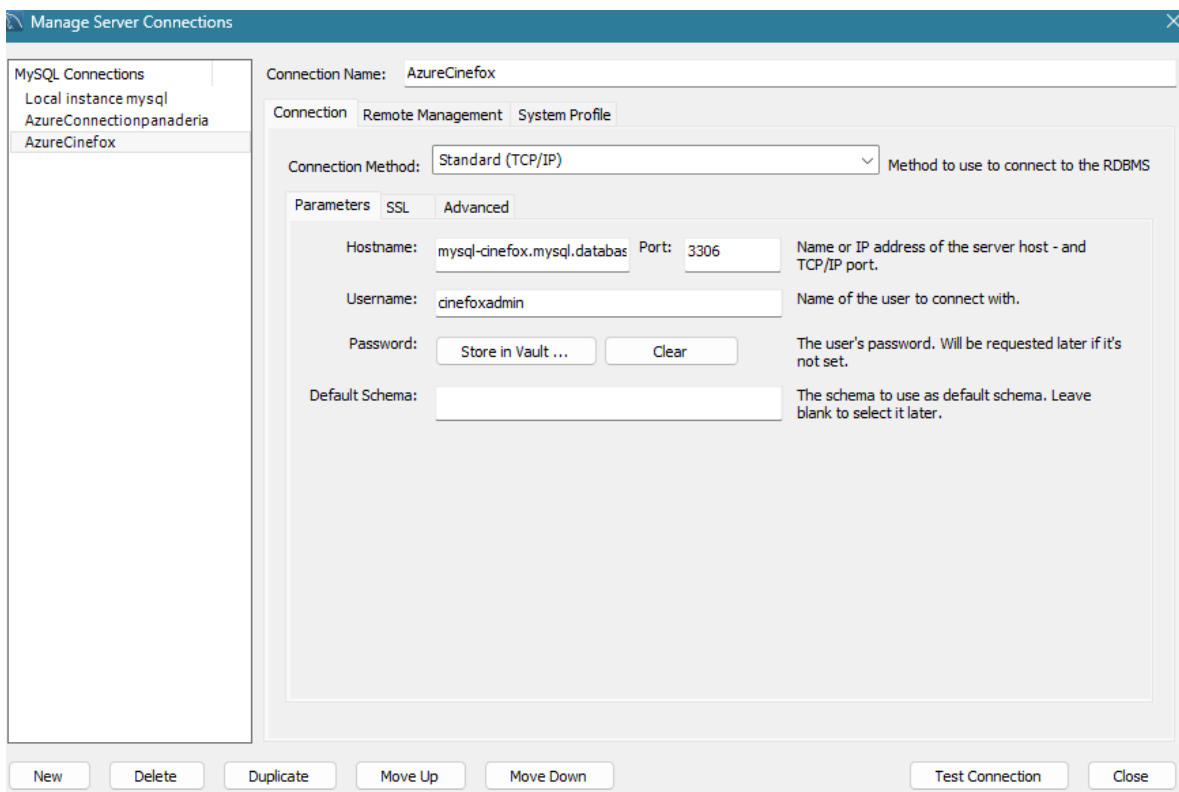 Manage Server Connections
MySQL Connections
Local instance mysql
AzureConnectionpanaderia
AzureCinefox
Connection Name: AzureCinefox
Connection Remote Management System Profile
Connection Method: Standard (TCP/IP) Method to use to connect to the RDBMS
Parameters SSL Advanced
Hostname: mysql-cinefox.mysql.databas Port: 3306 Name or IP address of the server host - and
TCP/IP port.
Username: cinefoxadmin Name of the user to connect with.
Password: Store in Vault ... Clear The user's password. Will be requested later if it's
not set.
Default Schema: The schema to use as default schema. Leave
blank to select it later.
New Delete Duplicate Move Up Move Down Test Connection Close